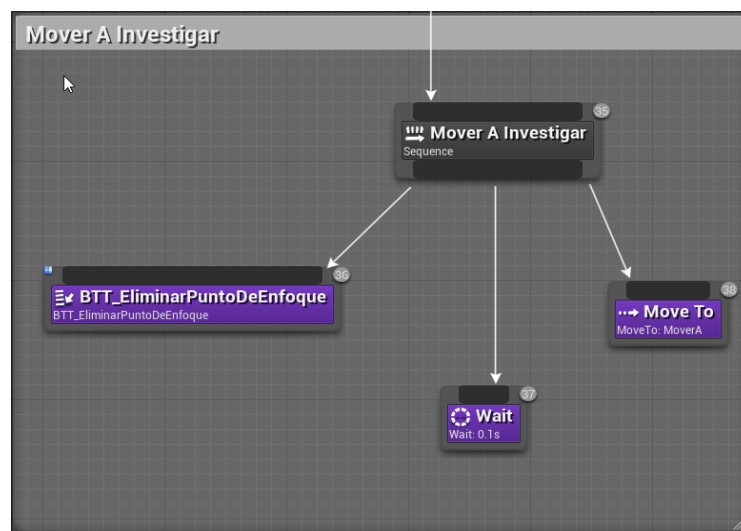 Mover A Investigar
35
Mover A Investigar
Sequence
36
BTT_EliminarPuntoDeEnfoque
BTT_EliminarPuntoDeEnfoque
38
Move To
MoveTo: MoverA
37
Wait
Wait: 0.1s